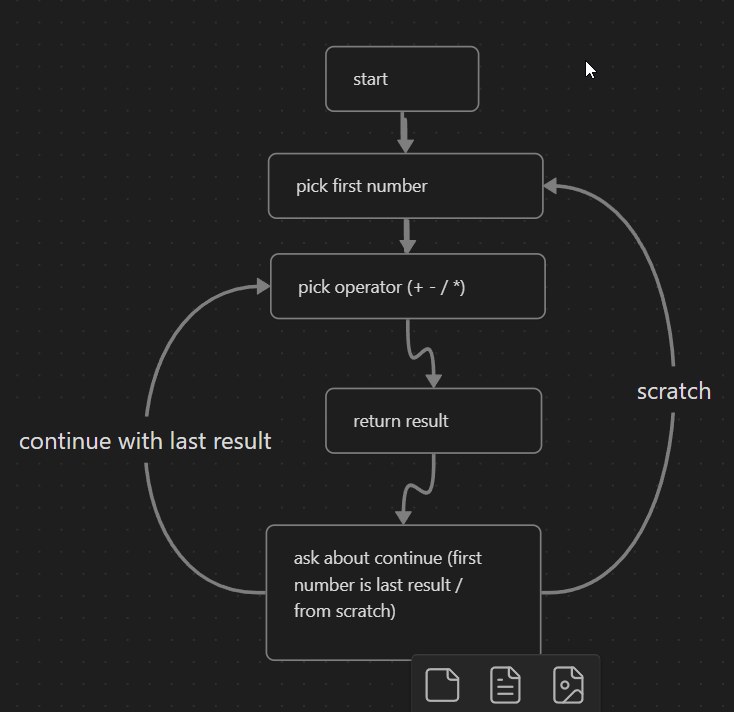 start
pick first number
pick operator (+ - / *)
scratch
return result
continue with last result
ask about continue (first
number is last result /
from scratch)